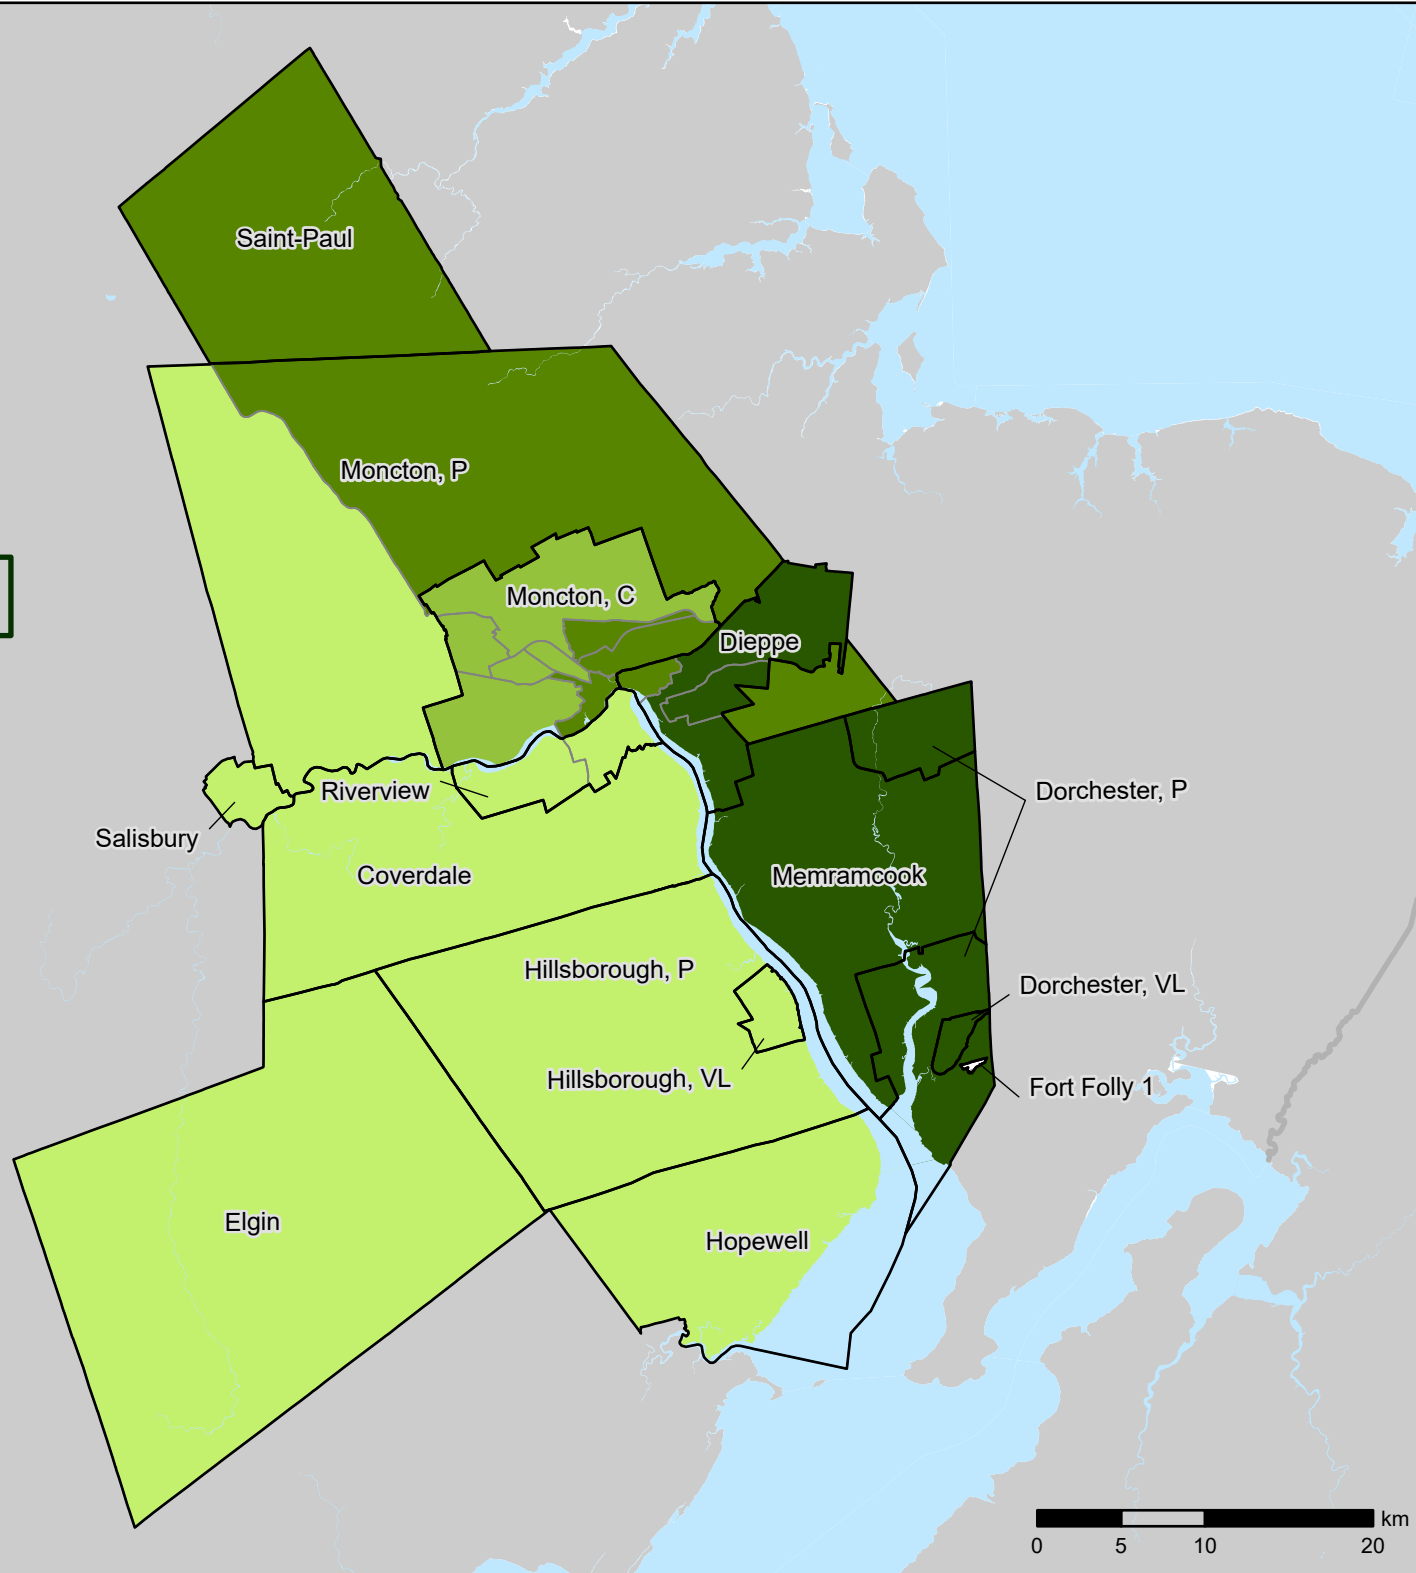 Saint-Paul
Moncton, P
Moncton, C
Dieppe
Riverview
Dorchester, P
Salisbury
Coverdale
Memramcook
Hillsborough, P
Dorchester, VL
Hillsborough, VL
Fort Folly 1
Elgin
Hopewell
km
0 5 10 20